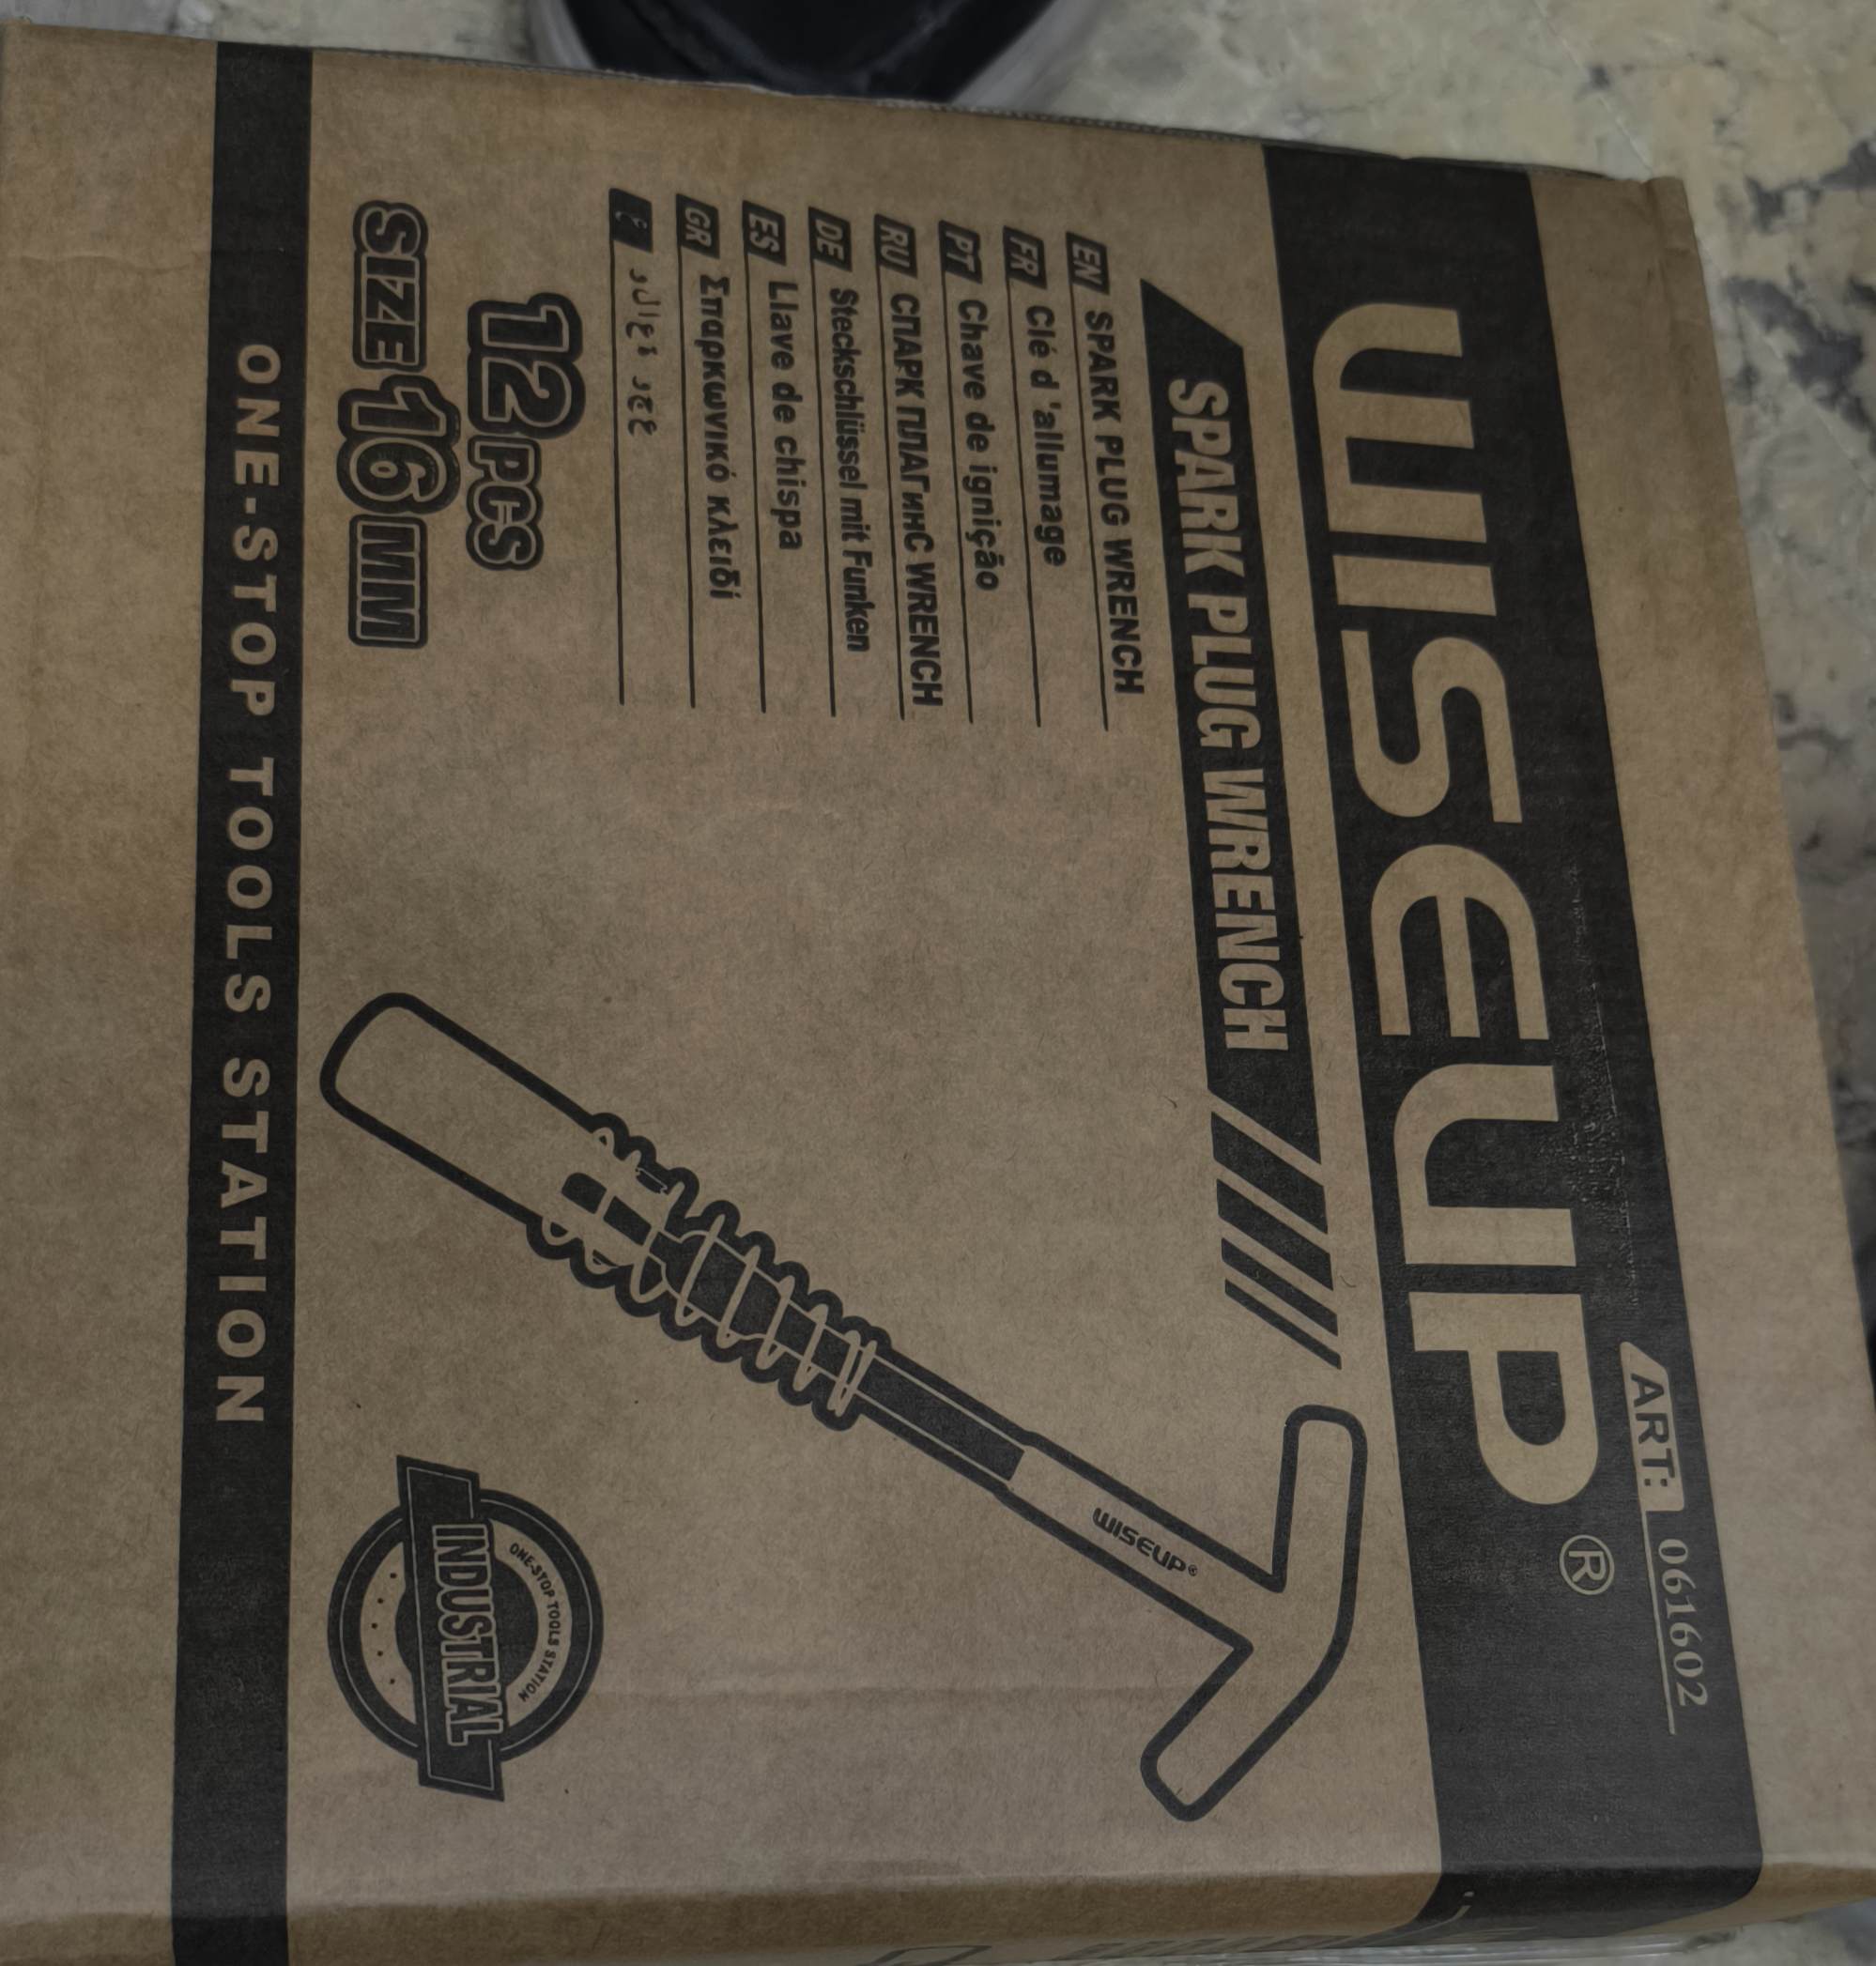 ART: 0616602
WISEUP®
SPARK PLUG WRENCH
EN SPARK PLUG WRENCH
FR Clé d'allumage
PT Chave de ignição
RU СПАРК ПЛАГинС WRENCH
DE Steckschlüssel mit Funken
ES Llave de chispa
GR Σπαρκωνικό κλειδί
12 PCS
SIZE 16 MM
WISEUP®
ONE-STOP TOOLS STATION
INDUSTRIAL
ONE-STOP TOOLS STATION